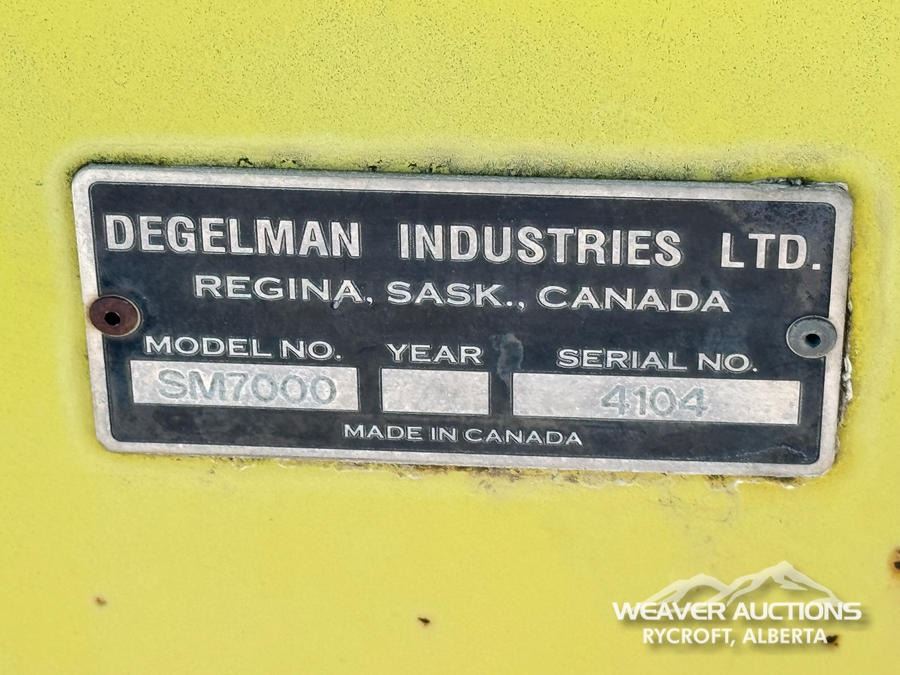 DEGELMAN INDUSTRIES LTD.
REGINA, SASK., CANADA
MODEL NO. YEAR SERIAL NO.
SM7000 4104
MADE IN CANADA
WEAVER AUCTIONS
RYCROFT, ALBERTA